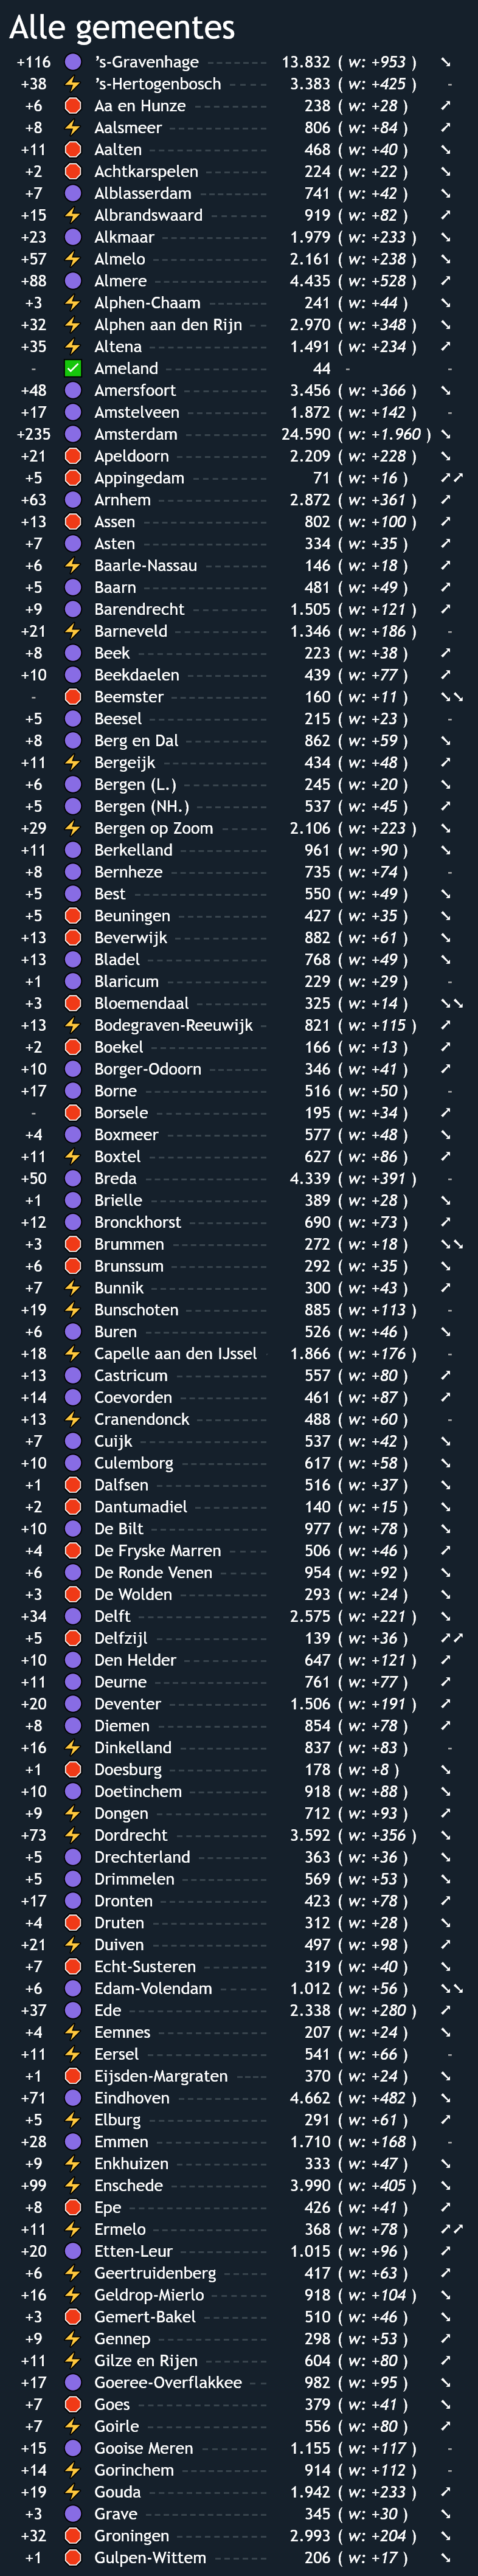 Alle gemeentes
+116 's-Gravenhage 13.832 ( w: +953 )
+38 's-Hertogenbosch 3.383 ( w: +425 ) -
+6 Aa en Hunze 238 ( w: +28 )
+8 Aalsmeer 806 ( w: +84 )
+11 Aalten 468 ( w: +40 )
+2 Achtkarspelen 224 ( w: +22 )
+7 Alblasserdam 741 ( w: +42 )
+15 Albrandswaard 919 ( w: +82 )
+23 Alkmaar 1.979 ( w: +233 )
+57 Almelo 2.161 ( w: +238 )
+88 Almere 4.435 ( w: +528 )
+3 Alphen-Chaam 241 ( w: +44 )
+32 Alphen aan den Rijn 2.970 ( w: +348 )
+35 Altena 1.491 ( w: +234 )
- Ameland 44 - -
+48 Amersfoort 3.456 ( w: +366 )
+17 Amstelveen 1.872 ( w: +142 ) -
+235 Amsterdam 24.590 ( w: +1.960 )
+21 Apeldoorn 2.209 ( w: +228 )
+5 Appingedam 71 ( w: +16 )
+63 Arnhem 2.872 ( w: +361 )
+13 Assen 802 ( w: +100 )
+7 Asten 334 ( w: +35 )
+6 Baarle-Nassau 146 ( w: +18 )
+5 Baarn 481 ( w: +49 )
+9 Barendrecht 1.505 ( w: +121 )
+21 Barneveld 1.346 ( w: +186 ) -
+8 Beek 223 ( w: +38 )
+10 Beekdaelen 439 ( w: +77 )
- Beemster 160 ( w: +11 )
+5 Beesel 215 ( w: +23 ) -
+8 Berg en Dal 862 ( w: +59 )
+11 Bergeijk 434 ( w: +48 )
+6 Bergen (L.) 245 ( w: +20 )
+5 Bergen (NH.) 537 ( w: +45 )
+29 Bergen op Zoom 2.106 ( w: +223 )
+11 Berkelland 961 ( w: +90 )
+8 Bernheze 735 ( w: +74 ) -
+5 Best 550 ( w: +49 )
+5 Beuningen 427 ( w: +35 )
+13 Beverwijk 882 ( w: +61 )
+13 Bladel 768 ( w: +49 )
+1 Blaricum 229 ( w: +29 ) -
+3 Bloemendaal 325 ( w: +14 )
+13 Bodegraven-Reeuwijk 821 ( w: +115 )
+2 Boekel 166 ( w: +13 )
+10 Borger-Odoorn 346 ( w: +41 )
+17 Borne 516 ( w: +50 ) -
- Borsele 195 ( w: +34 )
+4 Boxmeer 577 ( w: +48 )
+11 Boxtel 627 ( w: +86 )
+50 Breda 4.339 ( w: +391 ) -
+1 Brielle 389 ( w: +28 )
+12 Bronckhorst 690 ( w: +73 )
+3 Brummen 272 ( w: +18 )
+6 Brunssum 292 ( w: +35 )
+7 Bunnik 300 ( w: +43 )
+19 Bunschoten 885 ( w: +113 ) -
+6 Buren 526 ( w: +46 )
+18 Capelle aan den IJssel 1.866 ( w: +176 ) -
+13 Castricum 557 ( w: +80 )
+14 Coevorden 461 ( w: +87 )
+13 Cranendonck 488 ( w: +60 ) -
+7 Cuijk 537 ( w: +42 )
+10 Culemborg 617 ( w: +58 )
+1 Dalfsen 516 ( w: +37 )
+2 Dantumadiel 140 ( w: +15 )
+10 De Bilt 977 ( w: +78 )
+4 De Fryske Marren 506 ( w: +46 )
+6 De Ronde Venen 954 ( w: +92 )
+3 De Wolden 293 ( w: +24 )
+34 Delft 2.575 ( w: +221 )
+5 Delfzijl 139 ( w: +36 )
+10 Den Helder 647 ( w: +121 )
+11 Deurne 761 ( w: +77 )
+20 Deventer 1.506 ( w: +191 )
+8 Diemen 854 ( w: +78 )
+16 Dinkelland 837 ( w: +83 ) -
+1 Doesburg 178 ( w: +8 )
+10 Doetinchem 918 ( w: +88 )
+9 Dongen 712 ( w: +93 )
+73 Dordrecht 3.592 ( w: +356 )
+5 Drechterland 363 ( w: +36 )
+5 Drimmelen 569 ( w: +53 )
+17 Dronten 423 ( w: +78 )
+4 Druten 312 ( w: +28 )
+21 Duiven 497 ( w: +98 )
+7 Echt-Susteren 319 ( w: +40 )
+6 Edam-Volendam 1.012 ( w: +56 )
+37 Ede 2.338 ( w: +280 )
+4 Eemnes 207 ( w: +24 )
+11 Eersel 541 ( w: +66 ) -
+1 Eijsden-Margraten 370 ( w: +24 )
+71 Eindhoven 4.662 ( w: +482 )
+5 Elburg 291 ( w: +61 )
+28 Emmen 1.710 ( w: +168 ) -
+9 Enkhuizen 333 ( w: +47 )
+99 Enschede 3.990 ( w: +405 )
+8 Epe 426 ( w: +41 )
+11 Ermelo 368 ( w: +78 )
+20 Etten-Leur 1.015 ( w: +96 )
+6 Geertruidenberg 417 ( w: +63 )
+16 Geldrop-Mierlo 918 ( w: +104 )
+3 Gemert-Bakel 510 ( w: +46 )
+9 Gennep 298 ( w: +53 )
+11 Gilze en Rijen 604 ( w: +80 )
+17 Goeree-Overflakkee 982 ( w: +95 )
+7 Goes 379 ( w: +41 )
+7 Goirle 556 ( w: +80 )
+15 Gooise Meren 1.155 ( w: +117 ) -
+14 Gorinchem 914 ( w: +112 ) -
+19 Gouda 1.942 ( w: +233 )
+3 Grave 345 ( w: +30 )
+32 Groningen 2.993 ( w: +204 )
+1 Gulpen-Wittem 206 ( w: +17 )